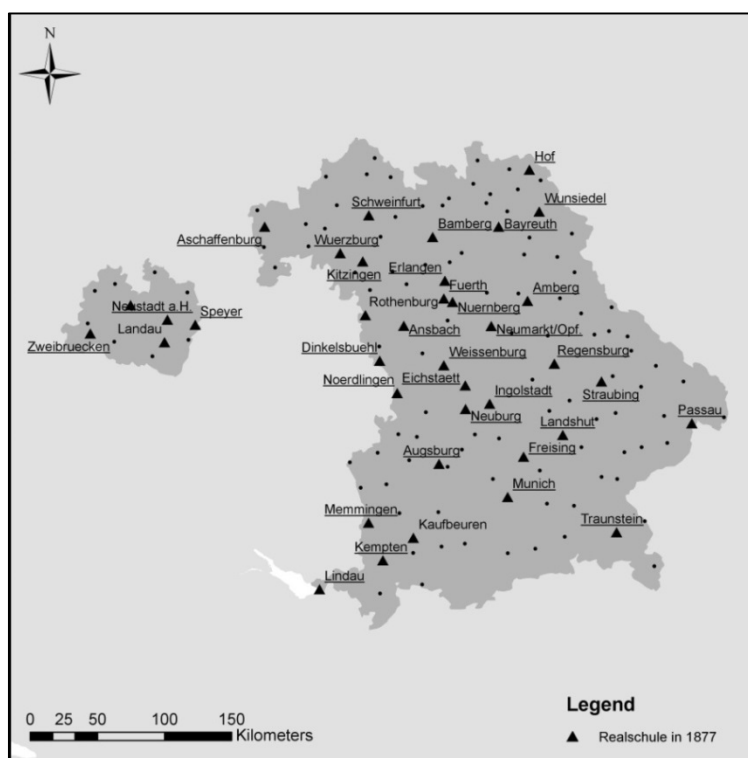 N
Hof
Schweinfurt
Wunsiedel
Aschaffenburg
Wuerzburg
Bamberg
Bayreuth
Kitzingen
Erlangen
Fuerth
Neustadt a.H.
Speyer
Rothenburg
Nuernberg
Amberg
Landau
Ansbach
Neumarkt/Opf.
Zweibruecken
Dinkelsbuehl
Weissenburg
Regensburg
Noerdlingen
Eichstaett
Ingolstadt
Straubing
Neuburg
Landshut
Passau
Augsburg
Freising
Munich
Memmingen
Kaufbeuren
Traunstein
Kempten
Lindau
Legend
0 25 50 100 150
Kilometers
Realschule in 1877